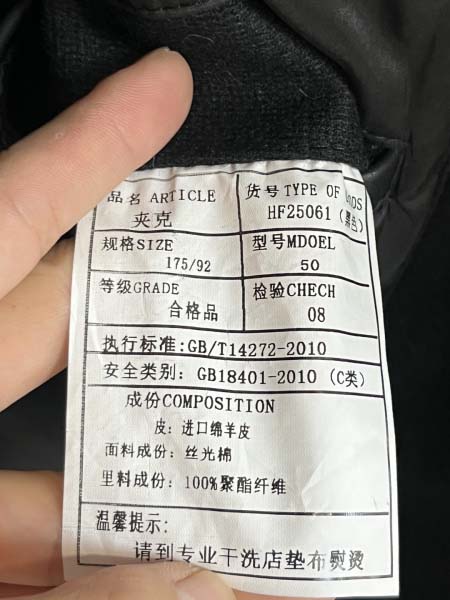 品名 ARTICLE
夹克
货号 TYPE OF
HF25061 (黑色)
规格SIZE
175/92
型号MDOEL
50
等级GRADE
合格品
检验CHECH
08
执行标准:GB/T14272-2010
安全类别: GB18401-2010 (C类)
成份COMPOSITION
皮: 进口绵羊皮
面料成份: 丝光棉
里料成份: 100%聚酯纤维
温馨提示:
请到专业干洗店垫布熨烫